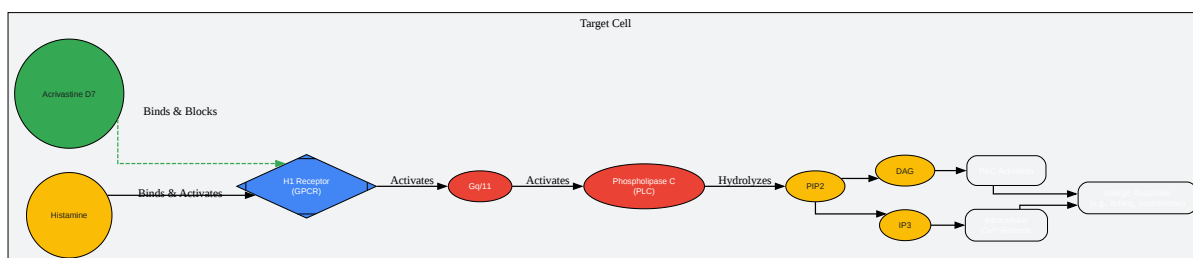 Target Cell
Acrivastine D7
Binds & Blocks
Histamine
Binds & Activates
H1 Receptor
(GPCR)
Activates
Gq/11
Activates
Phospholipase C
(PLC)
Hydrolyzes
PIP2
DAG
IP3